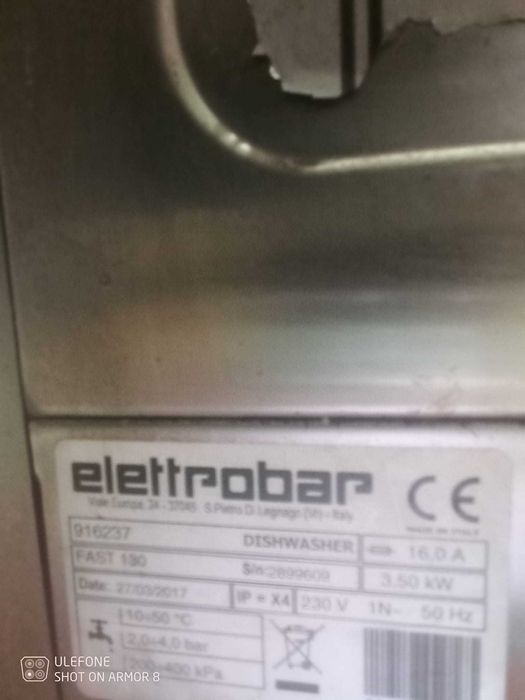 elettrobar
CE
Viale Europa, 24 - 37045 S.Pietro Di Legnago (Vr) - Italy
MADE IN ITALY
916237 DISHWASHER 16.0 A
FAST 130 S/n:2899609 3.50 kW
Date: 27/03/2017 IP = X4 230 V 1N~ 50 Hz
10÷50 °C
2.0÷4.0 bar
200÷400 kPa
ULEFONE
SHOT ON ARMOR 8